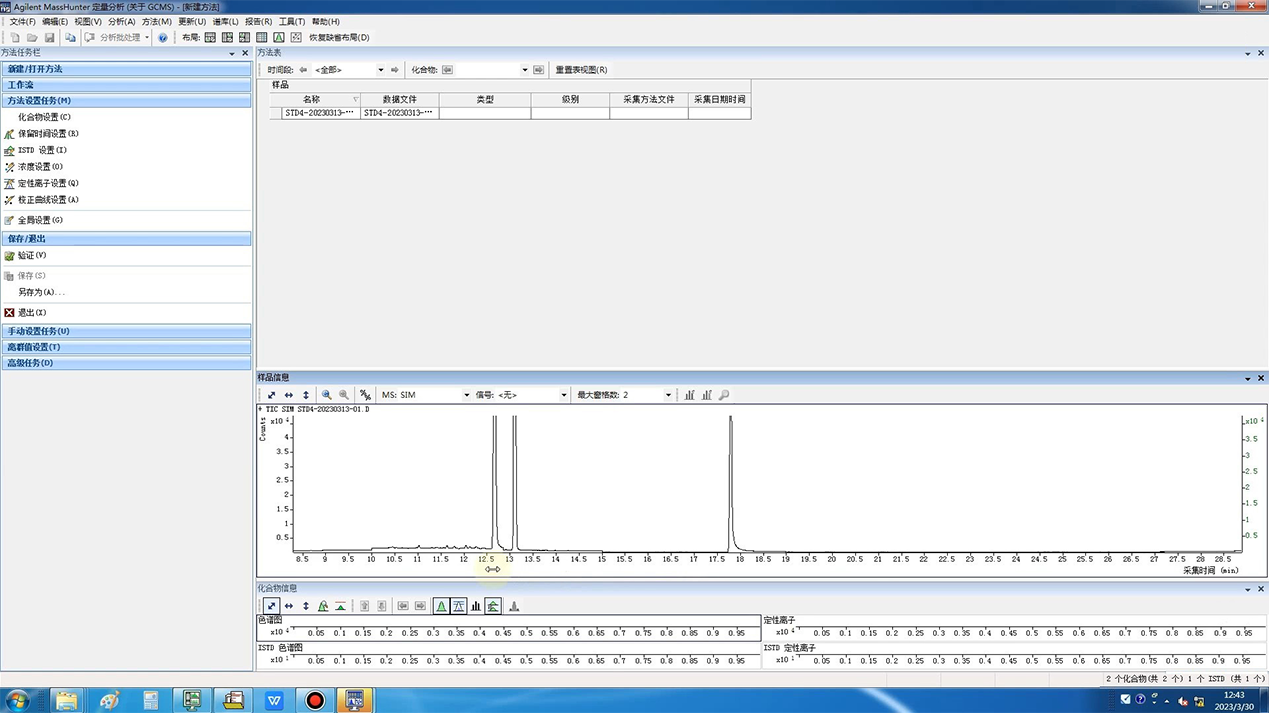 Agilent MassHunter 定量分析 (关于 GCMS) - [新建方法]
文件(F) 编辑(E) 视图(V) 分析(A) 方法(M) 更新(U) 谱库(L) 报告(R) 工具(T) 帮助(H)
分析批处理 布局: 恢复缺省布局(D)
方法任务栏
新建/打开方法
工作流
方法设置任务(M)
化合物设置(C)
保留时间设置(R)
ISTD 设置(I)
浓度设置(O)
定性离子设置(Q)
校正曲线设置(A)
全局设置(G)
保存/退出
验证(V)
保存(S)
另存为(A)...
退出(X)
手动设置任务(U)
离群值设置(T)
高级任务(D)
方法表
时间段: <全部> 化合物: 重置表视图(R)
样品
名称 数据文件 类型 级别 采集方法文件 采集日期时间
STD4-20230313-··· STD4-20230313-···
样品信息
MS: SIM 信号: <无> 最大窗格数: 2
+ TIC SIM STD4-20230313-01.D
Counts
x10 4
4
3.5
3
2.5
2
1.5
1
0.5
x10 4
3.5
3
2.5
2
1.5
1
0.5
8.5 9 9.5 10 10.5 11 11.5 12 12.5 13 13.5 14 14.5 15 15.5 16 16.5 17 17.5 18 18.5 19 19.5 20 20.5 21 21.5 22 22.5 23 23.5 24 24.5 25 25.5 26 26.5 27 27.5 28 28.5
采集时间 (min)
化合物信息
色谱图
x10 4 0.05 0.1 0.15 0.2 0.25 0.3 0.35 0.4 0.45 0.5 0.55 0.6 0.65 0.7 0.75 0.8 0.85 0.9 0.95
定性离子
x10 4 0.05 0.1 0.15 0.2 0.25 0.3 0.35 0.4 0.45 0.5 0.55 0.6 0.65 0.7 0.75 0.8 0.85 0.9 0.95
ISTD 色谱图
x10 1 0.05 0.1 0.15 0.2 0.25 0.3 0.35 0.4 0.45 0.5 0.55 0.6 0.65 0.7 0.75 0.8 0.85 0.9 0.95
ISTD 定性离子
x10 1 0.05 0.1 0.15 0.2 0.25 0.3 0.35 0.4 0.45 0.5 0.55 0.6 0.65 0.7 0.75 0.8 0.85 0.9 0.95
2 个化合物(共 2 个) 1 个 ISTD (共 1 个)
12:43
2023/3/30